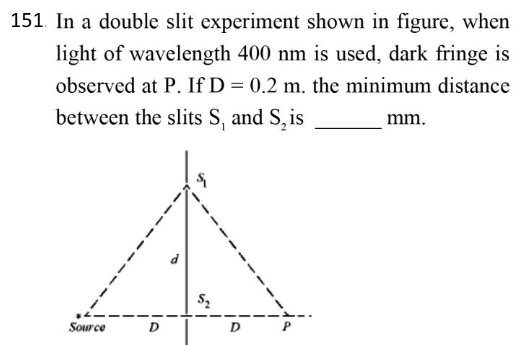 151. In a double slit experiment shown in figure, when
light of wavelength 400 nm is used, dark fringe is
observed at P. If D = 0.2 m. the minimum distance
between the slits S₁ and S₂ is ______ mm.
S₁
d
S₂
Source D D P